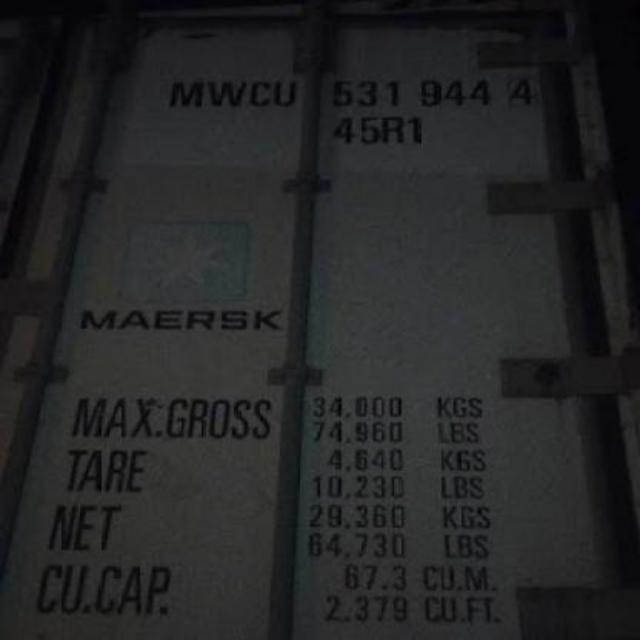 MWCU 531 944 4
45R1
MAERSK
MAX.GROSS 34.000 KGS
74.960 LBS
TARE 4.640 KGS
10.230 LBS
NET 29.360 KGS
64.730 LBS
CU.CAP. 67.3 CU.M.
2.379 CU.FT.